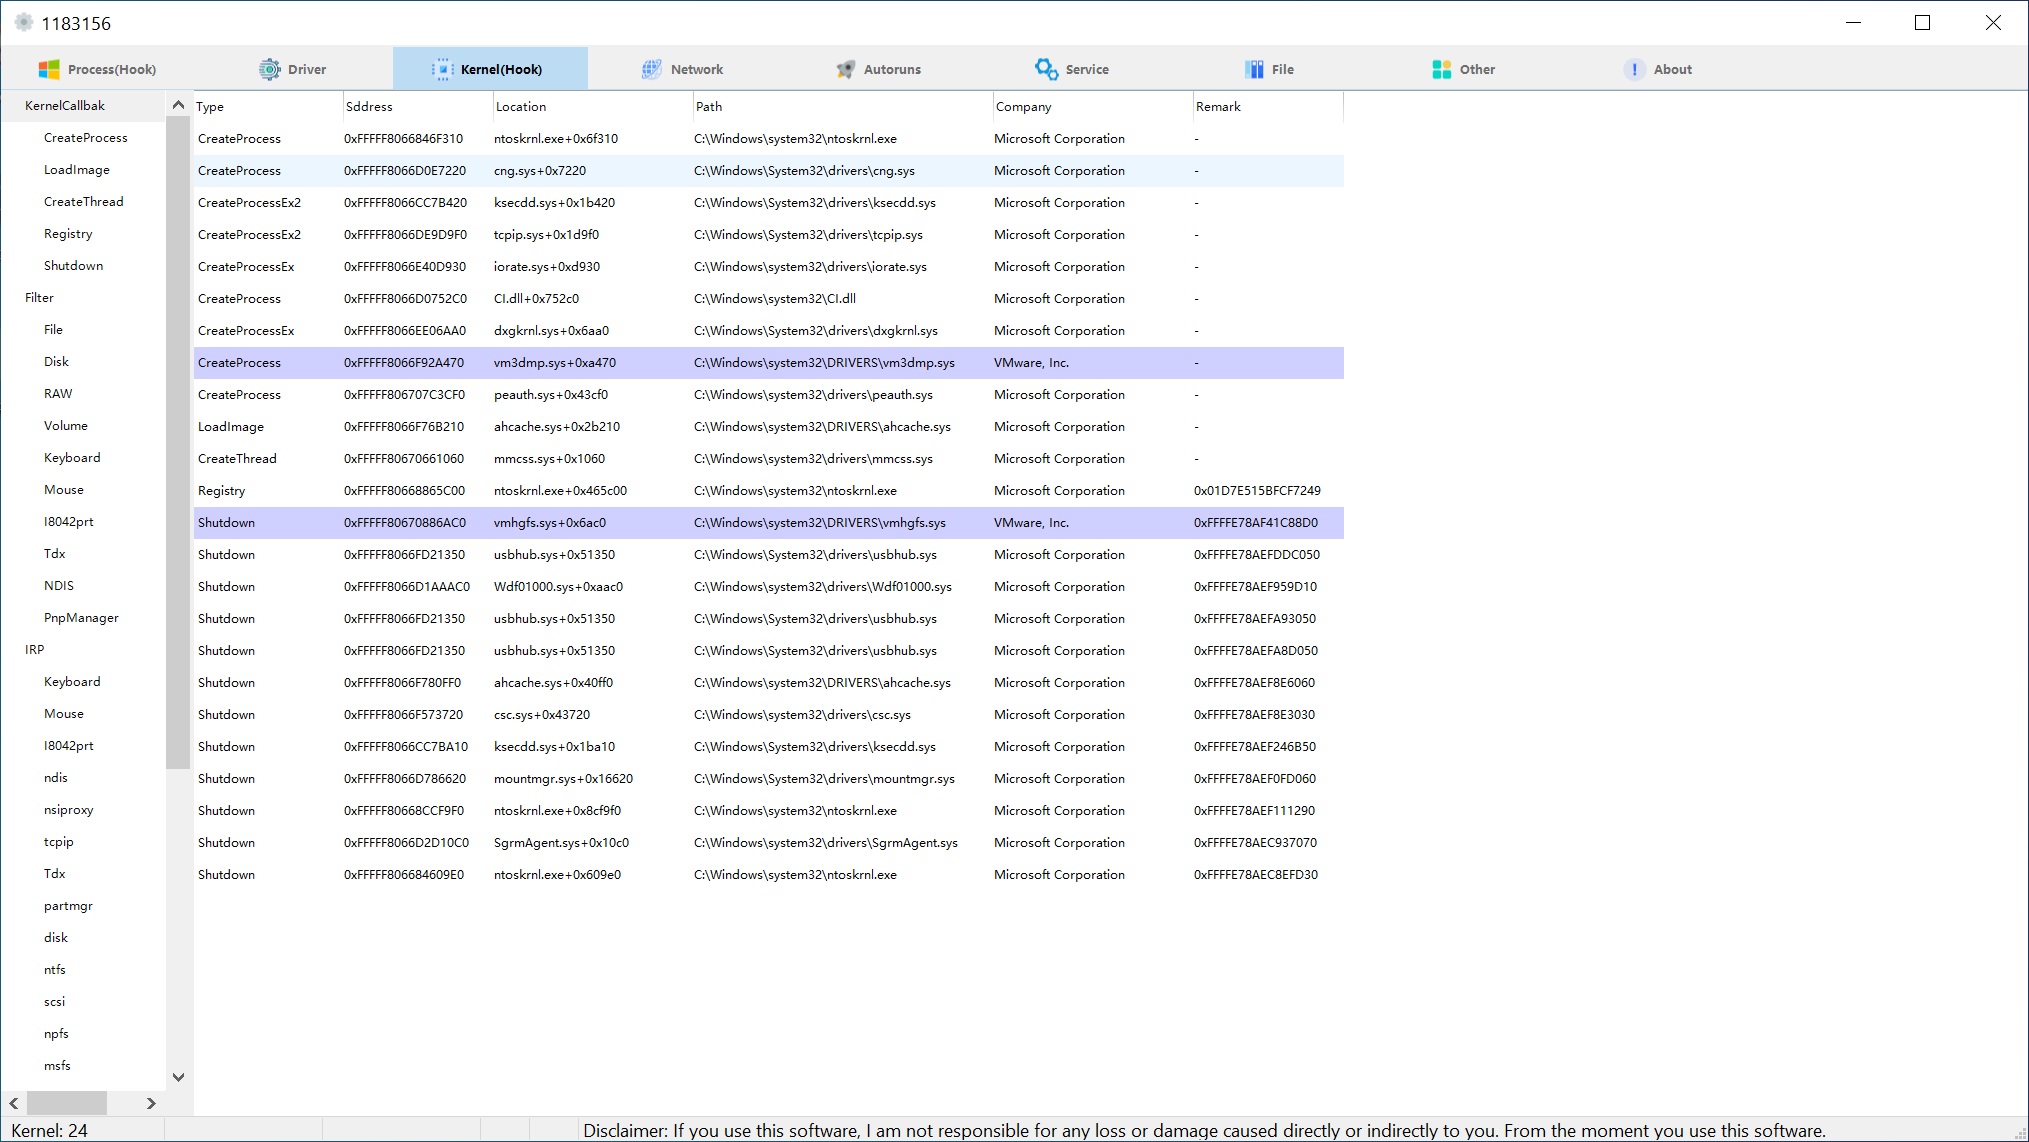 1183156
Process(Hook) Driver Kernel(Hook) Network Autoruns Service File Other About
KernelCallbak
CreateProcess
LoadImage
CreateThread
Registry
Shutdown
Filter
File
Disk
RAW
Volume
Keyboard
Mouse
I8042prt
Tdx
NDIS
PnpManager
IRP
Keyboard
Mouse
I8042prt
ndis
nsiproxy
tcpip
Tdx
partmgr
disk
ntfs
scsi
npfs
msfs
Type Sddress Location Path Company Remark
CreateProcess 0xFFFFF8066846F310 ntoskrnl.exe+0x6f310 C:\Windows\system32\ntoskrnl.exe Microsoft Corporation -
CreateProcess 0xFFFFF8066D0E7220 cng.sys+0x7220 C:\Windows\System32\drivers\cng.sys Microsoft Corporation -
CreateProcessEx2 0xFFFFF8066CC7B420 ksecdd.sys+0x1b420 C:\Windows\System32\drivers\ksecdd.sys Microsoft Corporation -
CreateProcessEx2 0xFFFFF8066DE9D9F0 tcpip.sys+0x1d9f0 C:\Windows\System32\drivers\tcpip.sys Microsoft Corporation -
CreateProcessEx 0xFFFFF8066E40D930 iorate.sys+0xd930 C:\Windows\system32\drivers\iorate.sys Microsoft Corporation -
CreateProcess 0xFFFFF8066D0752C0 CI.dll+0x752c0 C:\Windows\system32\CI.dll Microsoft Corporation -
CreateProcessEx 0xFFFFF8066EE06AA0 dxgkrnl.sys+0x6aa0 C:\Windows\System32\drivers\dxgkrnl.sys Microsoft Corporation -
CreateProcess 0xFFFFF8066F92A470 vm3dmp.sys+0xa470 C:\Windows\system32\DRIVERS\vm3dmp.sys VMware, Inc. -
CreateProcess 0xFFFFF806707C3CF0 peauth.sys+0x43cf0 C:\Windows\system32\drivers\peauth.sys Microsoft Corporation -
LoadImage 0xFFFFF8066F76B210 ahcache.sys+0x2b210 C:\Windows\system32\DRIVERS\ahcache.sys Microsoft Corporation -
CreateThread 0xFFFFF80670661060 mmcss.sys+0x1060 C:\Windows\system32\drivers\mmcss.sys Microsoft Corporation -
Registry 0xFFFFF80668865C00 ntoskrnl.exe+0x465c00 C:\Windows\system32\ntoskrnl.exe Microsoft Corporation 0x01D7E515BFCF7249
Shutdown 0xFFFFF80670886AC0 vmhgfs.sys+0x6ac0 C:\Windows\system32\DRIVERS\vmhgfs.sys VMware, Inc. 0xFFFFE78AF41C88D0
Shutdown 0xFFFFF8066FD21350 usbhub.sys+0x51350 C:\Windows\System32\drivers\usbhub.sys Microsoft Corporation 0xFFFFE78AEFDDC050
Shutdown 0xFFFFF8066D1AAAC0 Wdf01000.sys+0xaac0 C:\Windows\system32\drivers\Wdf01000.sys Microsoft Corporation 0xFFFFE78AEF959D10
Shutdown 0xFFFFF8066FD21350 usbhub.sys+0x51350 C:\Windows\System32\drivers\usbhub.sys Microsoft Corporation 0xFFFFE78AEFA93050
Shutdown 0xFFFFF8066FD21350 usbhub.sys+0x51350 C:\Windows\System32\drivers\usbhub.sys Microsoft Corporation 0xFFFFE78AEFA8D050
Shutdown 0xFFFFF8066F780FF0 ahcache.sys+0x40ff0 C:\Windows\system32\DRIVERS\ahcache.sys Microsoft Corporation 0xFFFFE78AEF8E6060
Shutdown 0xFFFFF8066F573720 csc.sys+0x43720 C:\Windows\system32\drivers\csc.sys Microsoft Corporation 0xFFFFE78AEF8E3030
Shutdown 0xFFFFF8066CC7BA10 ksecdd.sys+0x1ba10 C:\Windows\System32\drivers\ksecdd.sys Microsoft Corporation 0xFFFFE78AEF246B50
Shutdown 0xFFFFF8066D786620 mountmgr.sys+0x16620 C:\Windows\System32\drivers\mountmgr.sys Microsoft Corporation 0xFFFFE78AEF0FD060
Shutdown 0xFFFFF80668CCF9F0 ntoskrnl.exe+0x8cf9f0 C:\Windows\system32\ntoskrnl.exe Microsoft Corporation 0xFFFFE78AEF111290
Shutdown 0xFFFFF8066D2D10C0 SgrmAgent.sys+0x10c0 C:\Windows\system32\drivers\SgrmAgent.sys Microsoft Corporation 0xFFFFE78AEC937070
Shutdown 0xFFFFF806684609E0 ntoskrnl.exe+0x609e0 C:\Windows\system32\ntoskrnl.exe Microsoft Corporation 0xFFFFE78AEC8EFD30
Kernel: 24
Disclaimer: If you use this software, I am not responsible for any loss or damage caused directly or indirectly to you. From the moment you use this software.